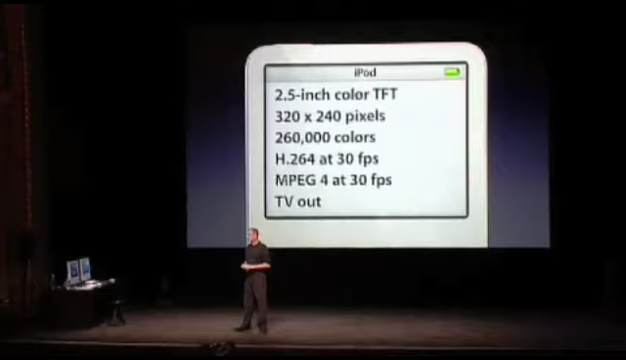 iPod
2.5-inch color TFT
320 x 240 pixels
260,000 colors
H.264 at 30 fps
MPEG 4 at 30 fps
TV out